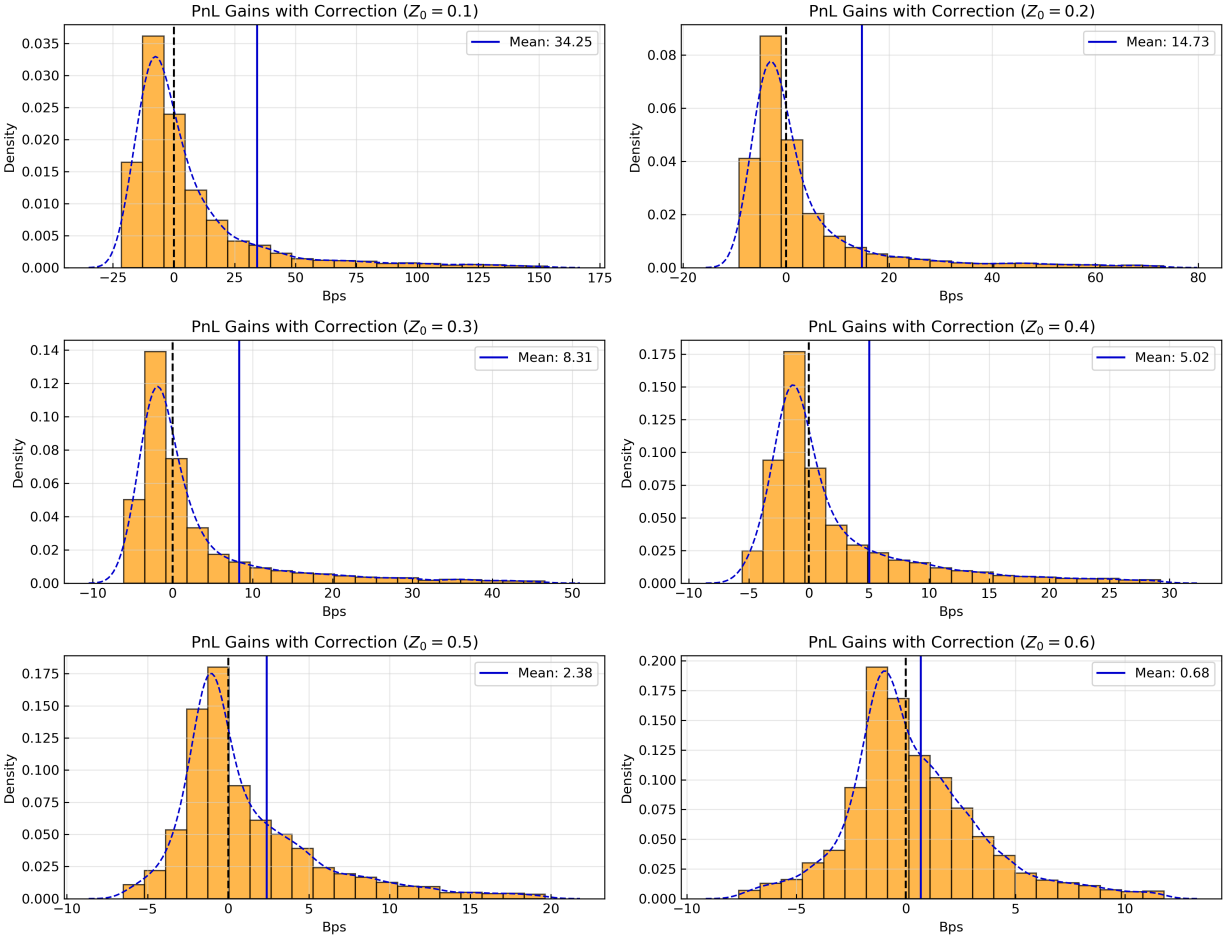 PnL Gains with Correction (Z₀ = 0.1)
Mean: 34.25
Density
0.035
0.030
0.025
0.020
0.015
0.010
0.005
0.000
−25 0 25 50 75 100 125 150 175
Bps
PnL Gains with Correction (Z₀ = 0.2)
Mean: 14.73
Density
0.08
0.06
0.04
0.02
0.00
−20 0 20 40 60 80
Bps
PnL Gains with Correction (Z₀ = 0.3)
Mean: 8.31
Density
0.14
0.12
0.10
0.08
0.06
0.04
0.02
0.00
−10 0 10 20 30 40 50
Bps
PnL Gains with Correction (Z₀ = 0.4)
Mean: 5.02
Density
0.175
0.150
0.125
0.100
0.075
0.050
0.025
0.000
−10 −5 0 5 10 15 20 25 30
Bps
PnL Gains with Correction (Z₀ = 0.5)
Mean: 2.38
Density
0.175
0.150
0.125
0.100
0.075
0.050
0.025
0.000
−10 −5 0 5 10 15 20
Bps
PnL Gains with Correction (Z₀ = 0.6)
Mean: 0.68
Density
0.200
0.175
0.150
0.125
0.100
0.075
0.050
0.025
0.000
−10 −5 0 5 10
Bps